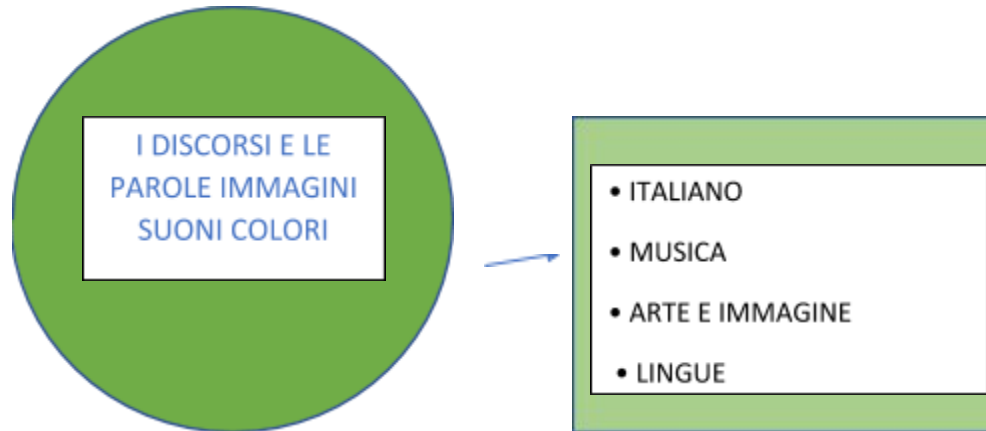 I DISCORSI E LE
PAROLE IMMAGINI
SUONI COLORI
• ITALIANO
• MUSICA
• ARTE E IMMAGINE
• LINGUE